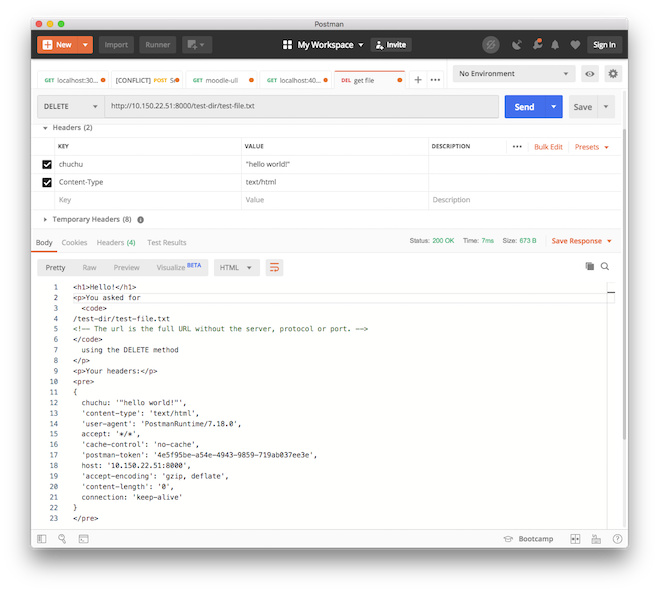 Postman
New Import Runner My Workspace Invite Sign In
GET localhost:30... [CONFLICT] POST S GET moodle-ull GET localhost:40... DEL get file No Environment
DELETE http://10.150.22.51:8000/test-dir/test-file.txt Send Save
Headers (2)
KEY VALUE DESCRIPTION Bulk Edit Presets
chuchu "hello world!"
Content-Type text/html
Key Value Description
Temporary Headers (8)
Body Cookies Headers (4) Test Results Status: 200 OK Time: 7ms Size: 673 B Save Response
Pretty Raw Preview Visualize BETA HTML
1 <h1>Hello!</h1>
2 <p>You asked for
3 <code>
4 /test-dir/test-file.txt
5 <!-- The url is the full URL without the server, protocol or port. -->
6 </code>
7 using the DELETE method
8 </p>
9 <p>Your headers:</p>
10 <pre>
11 {
12 chuchu: '"hello world!"',
13 'content-type': 'text/html',
14 'user-agent': 'PostmanRuntime/7.18.0',
15 accept: '*/*',
16 'cache-control': 'no-cache',
17 'postman-token': '4e5f95be-a54e-4943-9859-719ab037ee3e',
18 host: '10.150.22.51:8000',
19 'accept-encoding': 'gzip, deflate',
20 'content-length': '0',
21 connection: 'keep-alive'
22 }
23 </pre>
Bootcamp